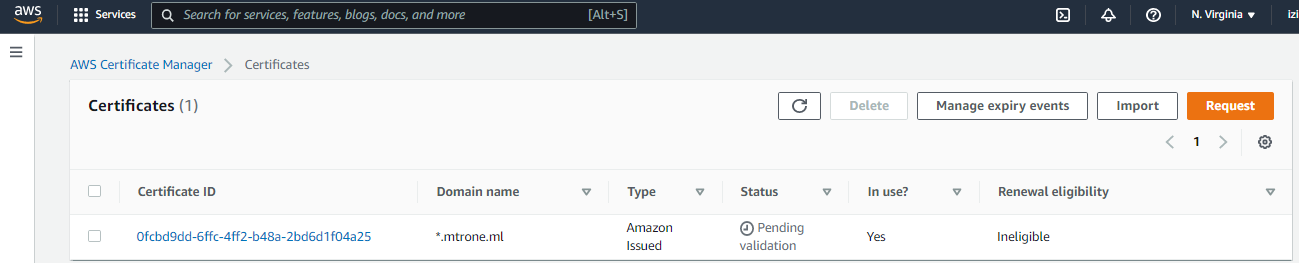 aws Services Search for services, features, blogs, docs, and more [Alt+S] N. Virginia izi
AWS Certificate Manager Certificates
Certificates (1) Delete Manage expiry events Import Request
1
Certificate ID Domain name Type Status In use? Renewal eligibility
0fcbd9dd-6ffc-4ff2-b48a-2bd6d1f04a25 *.mtrone.ml Amazon Issued Pending validation Yes Ineligible